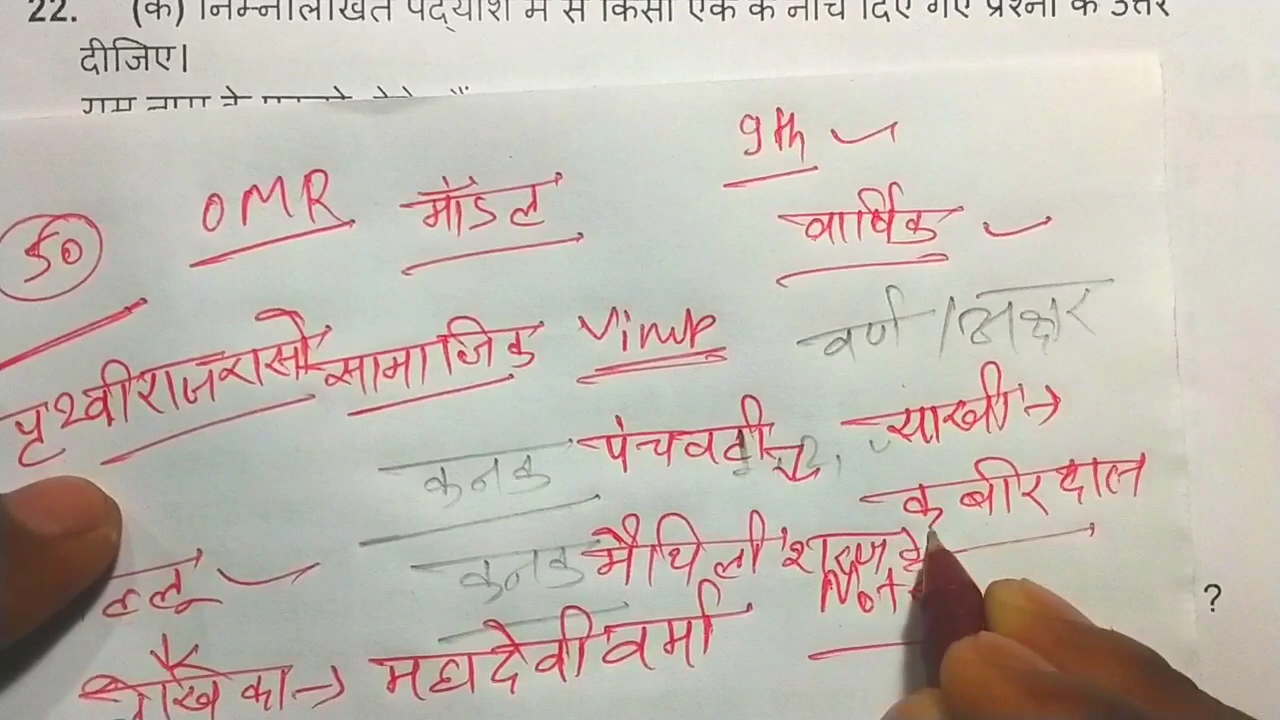 22. (क) निम्नलिखित पद्यांश में से किसी एक के नीचे दिए गए प्रश्नों के उत्तर
दीजिए।
9th
OMR मॉडल
वार्षिक
50
वर्ण / अक्षर
पृथ्वीराजरासो सामाजिक Vimp
कनक पंचवटी साखी →
कबीरदास
कनक मैथिलीशरण
Not
लेखिका → महादेवी वर्मा
?